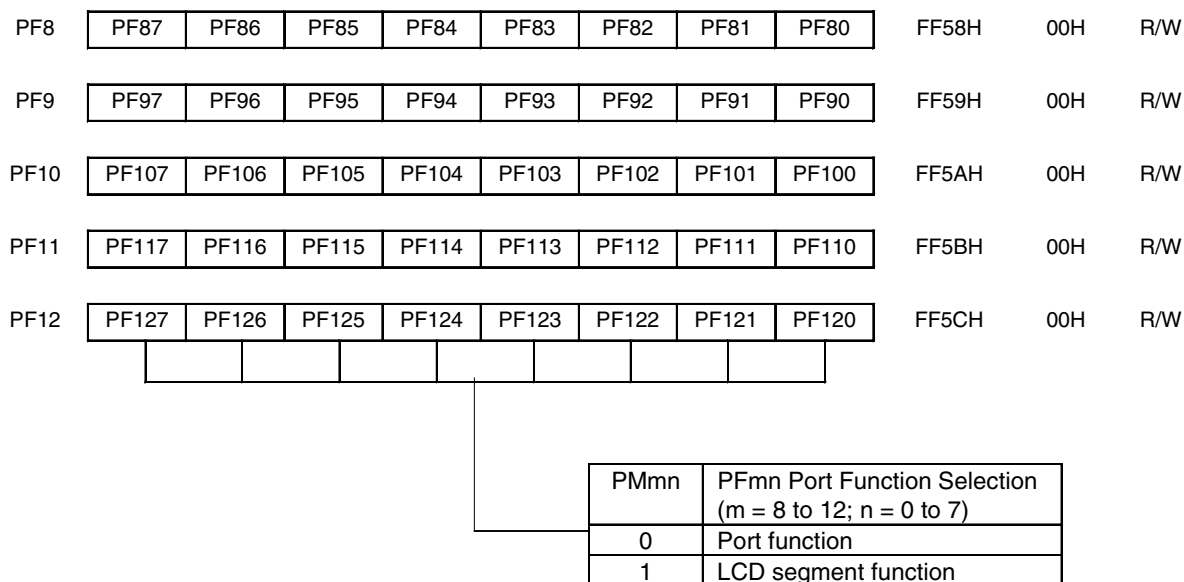 PF8 PF87 PF86 PF85 PF84 PF83 PF82 PF81 PF80 FF58H 00H R/W
PF9 PF97 PF96 PF95 PF94 PF93 PF92 PF91 PF90 FF59H 00H R/W
PF10 PF107 PF106 PF105 PF104 PF103 PF102 PF101 PF100 FF5AH 00H R/W
PF11 PF117 PF116 PF115 PF114 PF113 PF112 PF111 PF110 FF5BH 00H R/W
PF12 PF127 PF126 PF125 PF124 PF123 PF122 PF121 PF120 FF5CH 00H R/W
PMmn PFmn Port Function Selection
(m = 8 to 12; n = 0 to 7)
0 Port function
1 LCD segment function